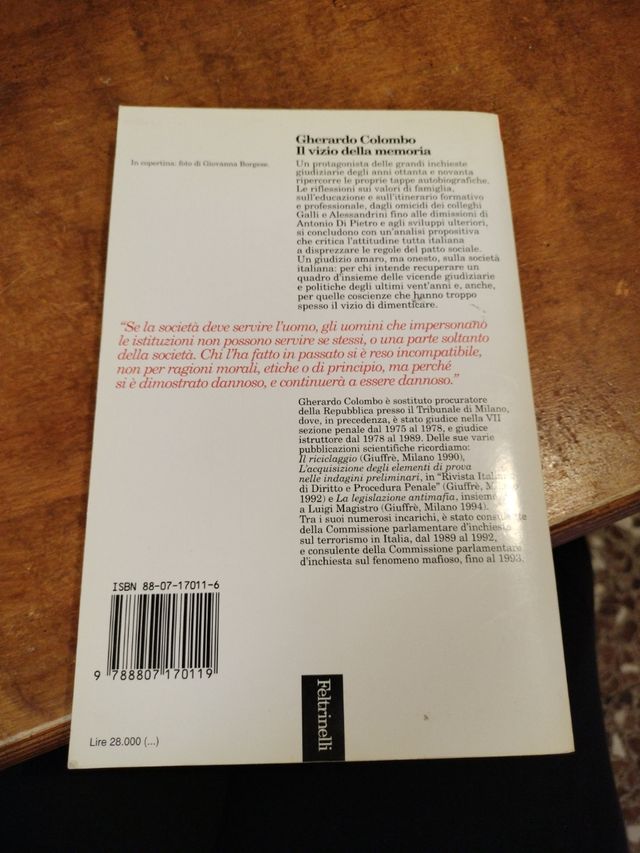 Gherardo Colombo
Il vizio della memoria
In copertina: foto di Giovanna Borgese.
Un protagonista delle grandi inchieste
giudiziarie degli anni ottanta e novanta
ripercorre le proprie tappe autobiografiche.
Le riflessioni sui valori di famiglia,
sull'educazione e sull'itinerario formativo
e professionale, dagli omicidi dei colleghi
Galli e Alessandrini fino alle dimissioni di
Antonio Di Pietro e agli sviluppi ulteriori,
si concludono con un'analisi propositiva
che critica l'attitudine tutta italiana
a disprezzare le regole del patto sociale.
Un giudizio amaro, ma onesto, sulla società
italiana: per chi intende recuperare un
quadro d'insieme delle vicende giudiziarie
e politiche degli ultimi vent'anni e, anche,
per quelle coscienze che hanno troppo
spesso il vizio di dimenticare.
"Se la società deve servire l'uomo, gli uomini che impersonano
le istituzioni non possono servire se stessi, o una parte soltanto
della società. Chi l'ha fatto in passato si è reso incompatibile,
non per ragioni morali, etiche o di principio, ma perché
si è dimostrato dannoso, e continuerà a essere dannoso."
Gherardo Colombo è sostituto procuratore
della Repubblica presso il Tribunale di Milano,
dove, in precedenza, è stato giudice nella VII
sezione penale dal 1975 al 1978, e giudice
istruttore dal 1978 al 1989. Delle sue varie
pubblicazioni scientifiche ricordiamo:
Il riciclaggio (Giuffrè, Milano 1990),
L'acquisizione degli elementi di prova
nelle indagini preliminari, in "Rivista Italiana
di Diritto e Procedura Penale" (Giuffrè, Milano
1992) e La legislazione antimafia, insieme
a Luigi Magistro (Giuffrè, Milano 1994).
Tra i suoi numerosi incarichi, è stato consulente
della Commissione parlamentare d'inchiesta
sul terrorismo in Italia, dal 1989 al 1992,
e consulente della Commissione parlamentare
d'inchiesta sul fenomeno mafioso, fino al 1993.
ISBN 88-07-17011-6
9 788807 170119
Lire 28.000 (...)
Feltrinelli